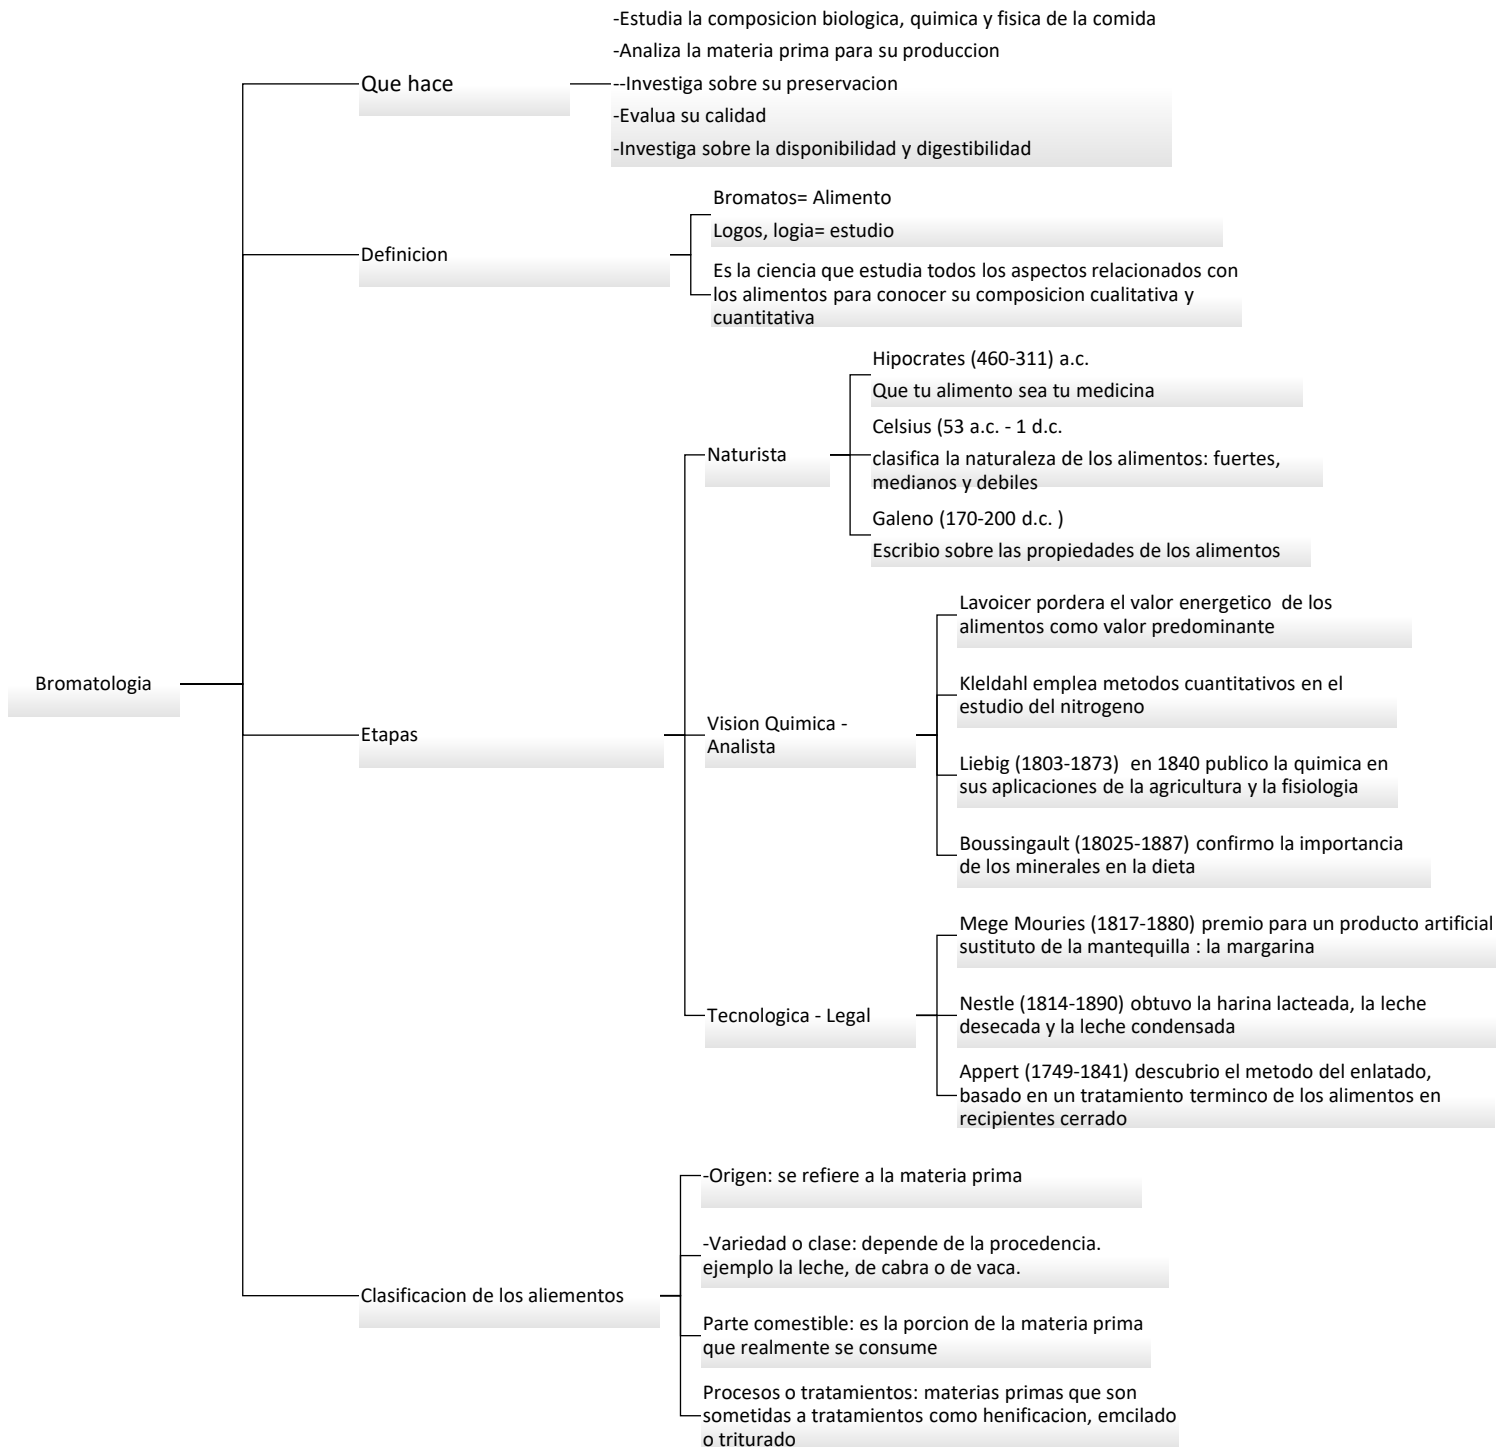 -Estudia la composicion biologica, quimica y fisica de la comida
-Analiza la materia prima para su produccion
Que hace
--Investiga sobre su preservacion
-Evalua su calidad
-Investiga sobre la disponibilidad y digestibilidad
Bromatos= Alimento
Logos, logia= estudio
Definicion
Es la ciencia que estudia todos los aspectos relacionados con
los alimentos para conocer su composicion cualitativa y
cuantitativa
Hipocrates (460-311) a.c.
Que tu alimento sea tu medicina
Celsius (53 a.c. - 1 d.c.
Naturista
clasifica la naturaleza de los alimentos: fuertes,
medianos y debiles
Galeno (170-200 d.c. )
Escribio sobre las propiedades de los alimentos
Lavoicer pordera el valor energetico  de los
alimentos como valor predominante
Bromatologia
Kleldahl emplea metodos cuantitativos en el
estudio del nitrogeno
Etapas
Vision Quimica -
Analista
Liebig (1803-1873)  en 1840 publico la quimica en
sus aplicaciones de la agricultura y la fisiologia
Boussingault (18025-1887) confirmo la importancia
de los minerales en la dieta
Mege Mouries (1817-1880) premio para un producto artificial
sustituto de la mantequilla : la margarina
Tecnologica - Legal
Nestle (1814-1890) obtuvo la harina lacteada, la leche
desecada y la leche condensada
Appert (1749-1841) descubrio el metodo del enlatado,
basado en un tratamiento terminco de los alimentos en
recipientes cerrado
-Origen: se refiere a la materia prima
-Variedad o clase: depende de la procedencia.
ejemplo la leche, de cabra o de vaca.
Clasificacion de los aliementos
Parte comestible: es la porcion de la materia prima
que realmente se consume
Procesos o tratamientos: materias primas que son
sometidas a tratamientos como henificacion, emcilado
o triturado